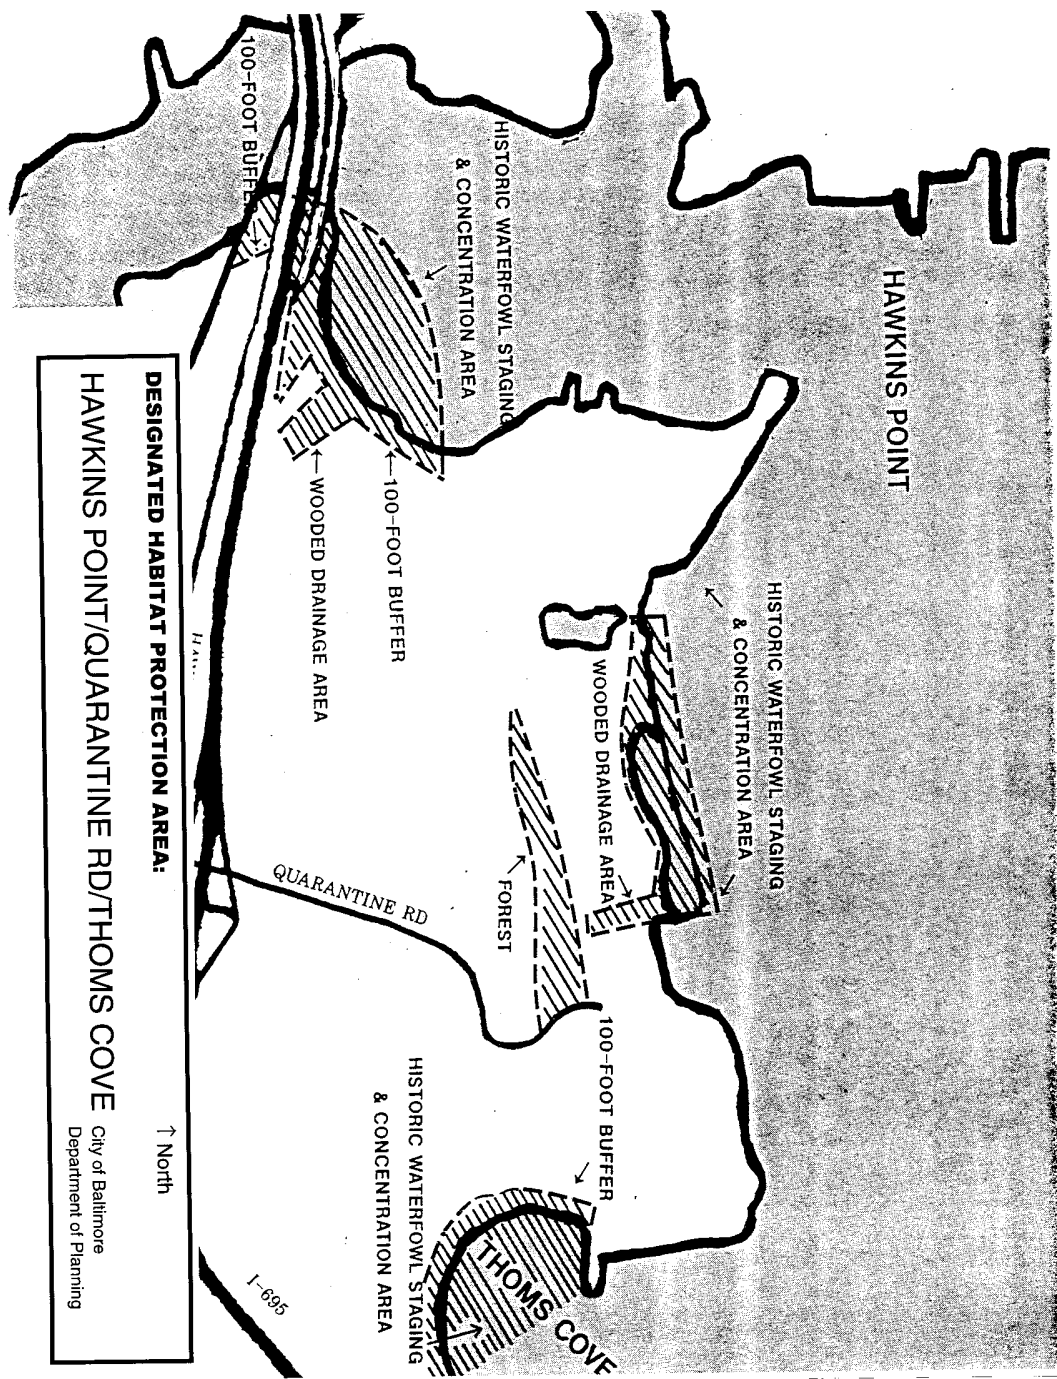 HAWKINS POINT
HISTORIC WATERFOWL STAGING
& CONCENTRATION AREA
HISTORIC WATERFOWL STAGING
& CONCENTRATION AREA
100-FOOT BUFFER
100-FOOT BUFFER
WOODED DRAINAGE AREA
WOODED DRAINAGE AREA
FOREST
QUARANTINE RD
100-FOOT BUFFER
THOMS COVE
HISTORIC WATERFOWL STAGING
& CONCENTRATION AREA
I-695
DESIGNATED HABITAT PROTECTION AREA:
↑ North
HAWKINS POINT/QUARANTINE RD/THOMS COVE
City of Baltimore
Department of Planning